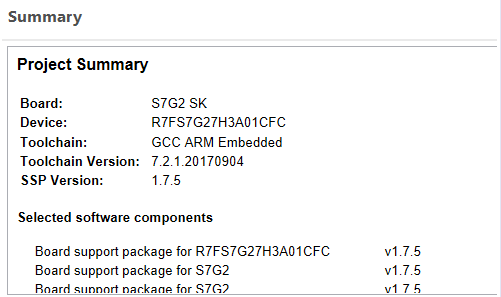 Summary
Project Summary
Board: S7G2 SK
Device: R7FS7G27H3A01CFC
Toolchain: GCC ARM Embedded
Toolchain Version: 7.2.1.20170904
SSP Version: 1.7.5
Selected software components
Board support package for R7FS7G27H3A01CFC v1.7.5
Board support package for S7G2 v1.7.5
Board support package for S7G2 v1.7.5